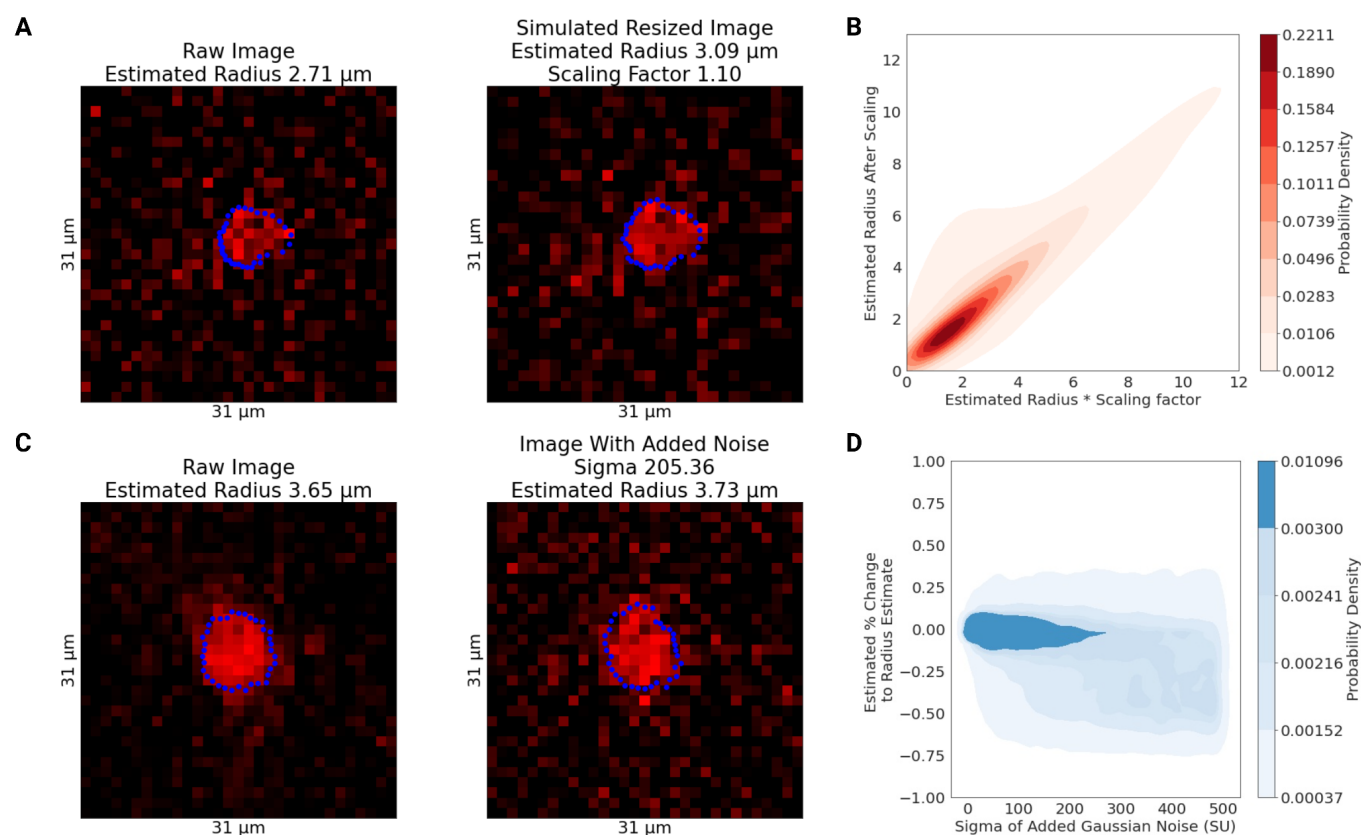 A
Raw Image
Estimated Radius 2.71 μm
31 μm
31 μm
Simulated Resized Image
Estimated Radius 3.09 μm
Scaling Factor 1.10
31 μm
31 μm
B
Estimated Radius After Scaling
12
10
8
6
4
2
0
0 2 4 6 8 10 12
Estimated Radius * Scaling factor
0.2211
0.1890
0.1584
0.1257
0.1011
0.0739
0.0496
0.0283
0.0106
0.0012
Probability Density
C
Raw Image
Estimated Radius 3.65 μm
31 μm
31 μm
Image With Added Noise
Sigma 205.36
Estimated Radius 3.73 μm
31 μm
31 μm
D
Estimated % Change
to Radius Estimate
1.00
0.75
0.50
0.25
0.00
−0.25
−0.50
−0.75
−1.00
0 100 200 300 400 500
Sigma of Added Gaussian Noise (SU)
0.01096
0.00300
0.00241
0.00216
0.00152
0.00037
Probability Density